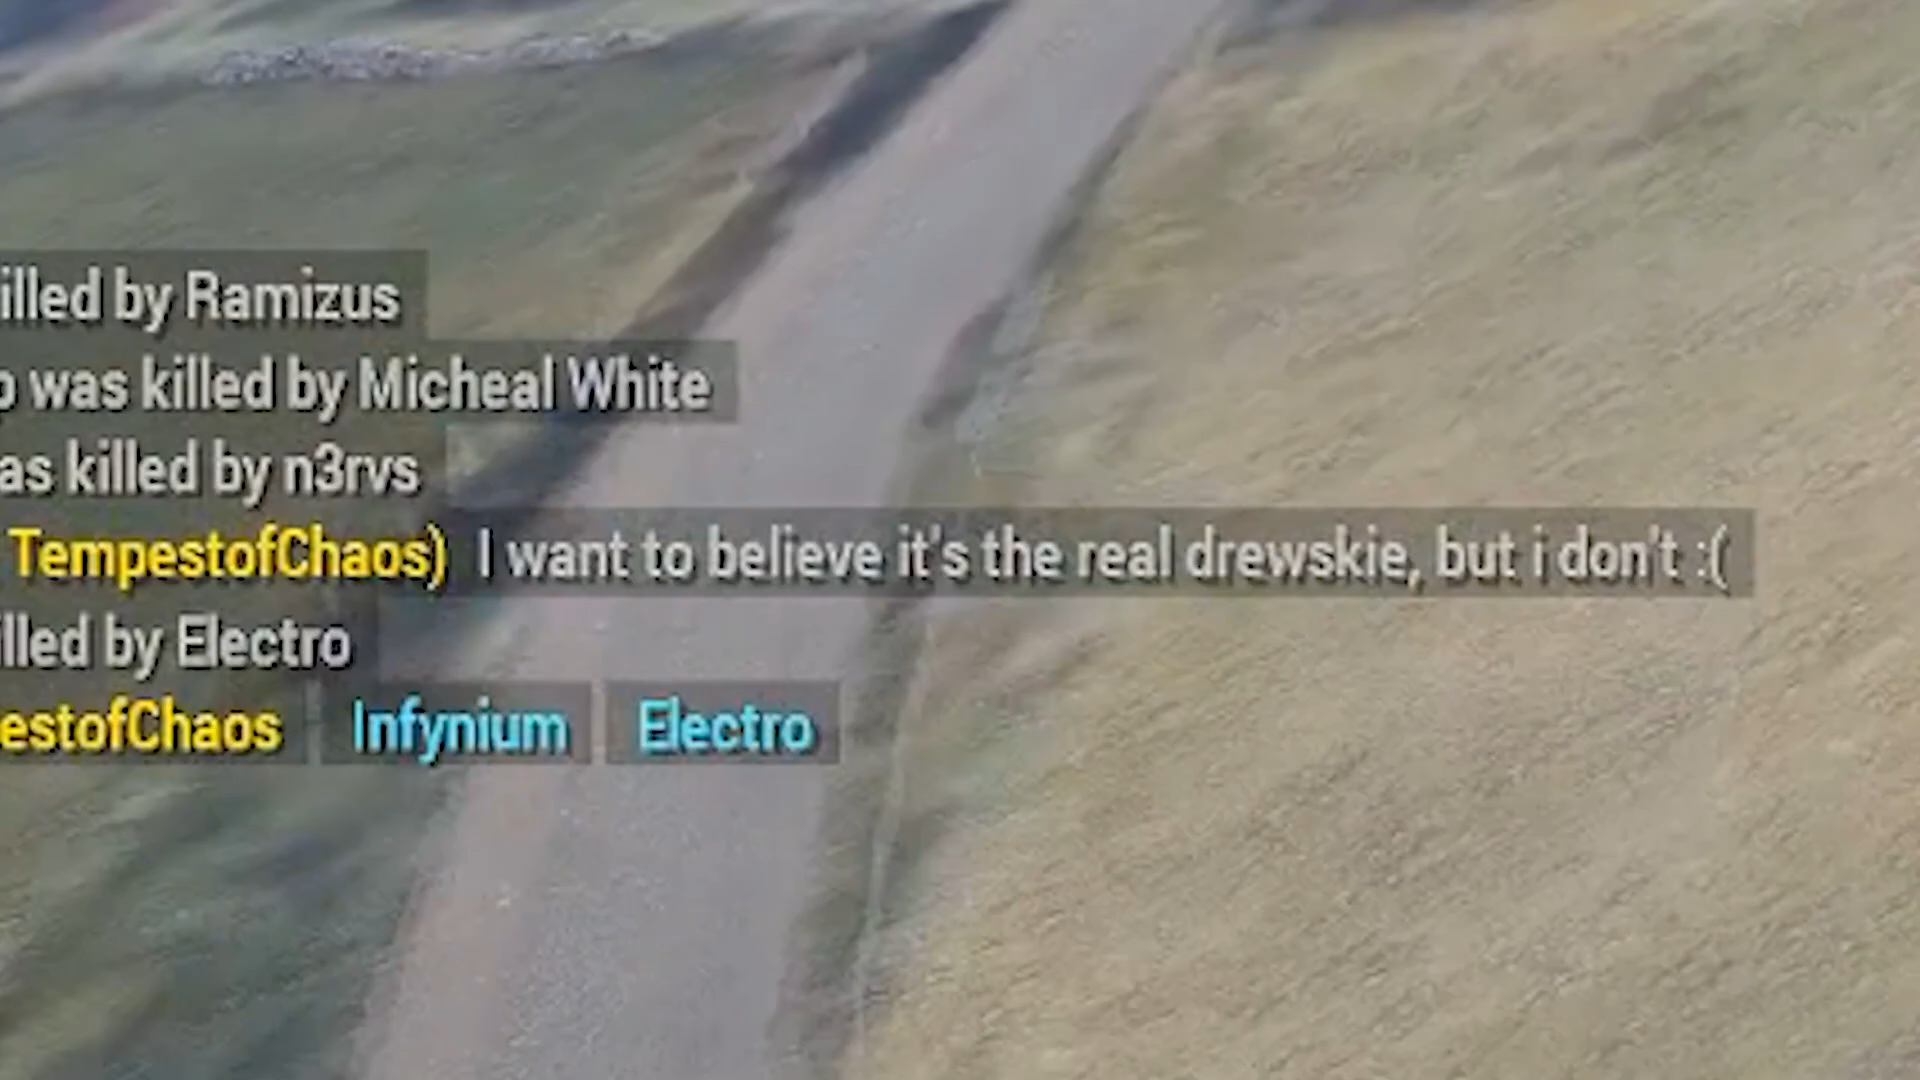 illed by Ramizus
was killed by Micheal White
as killed by n3rvs
TempestofChaos) I want to believe it's the real drewskie, but i don't :(
illed by Electro
estofChaos Infynium Electro